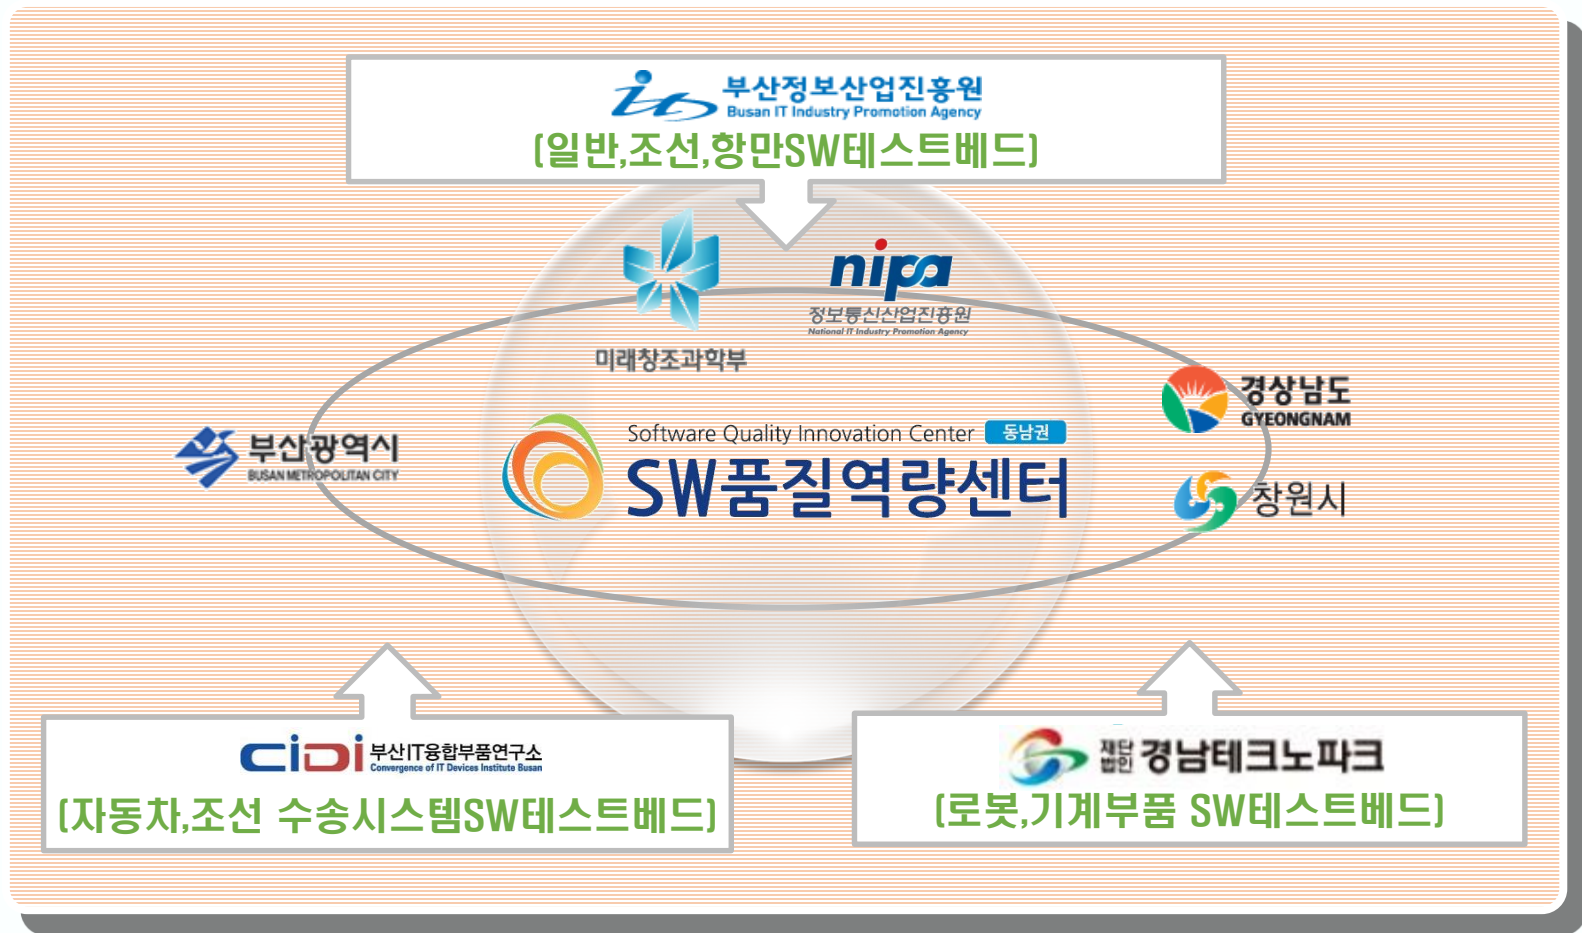 부산정보산업진흥원
Busan IT Industry Promotion Agency
(일반,조선,항만SW테스트베드)
nipa
정보통신산업진흥원
National IT Industry Promotion Agency
미래창조과학부
경상남도
GYEONGNAM
부산광역시
BUSAN METROPOLITAN CITY
Software Quality Innovation Center 동남권
SW품질역량센터
창원시
CiDi 부산IT융합부품연구소
Convergence of IT Devices Institute Busan
(자동차,조선 수송시스템SW테스트베드)
재단법인 경남테크노파크
(로봇,기계부품 SW테스트베드)